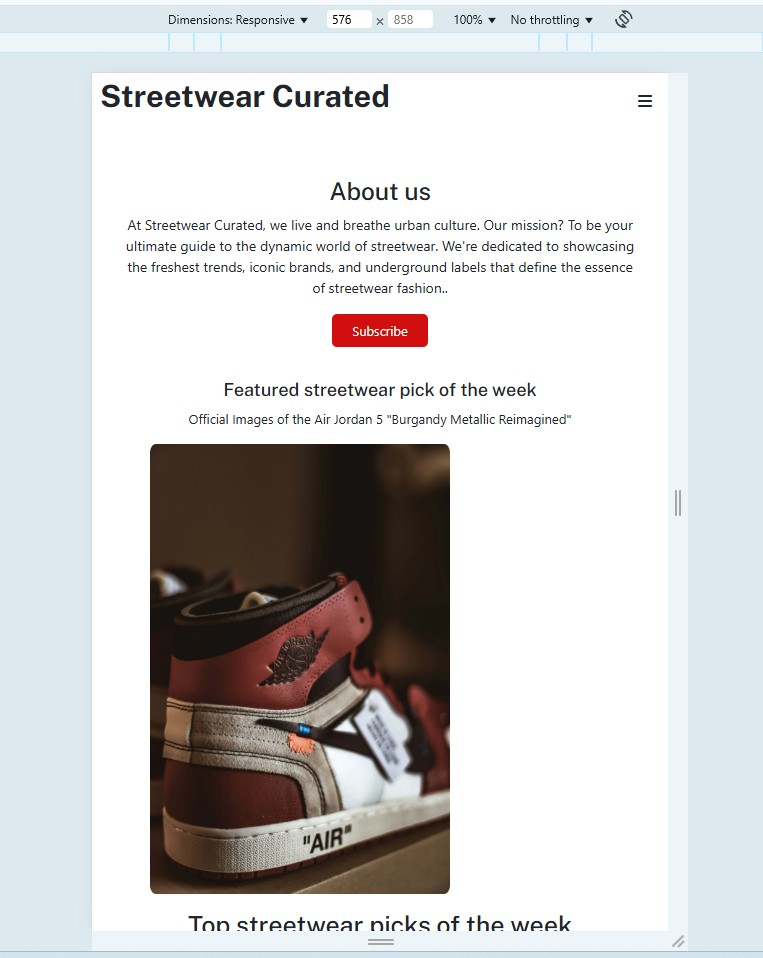 Dimensions: Responsive ▼ 576 × 858 100% ▼ No throttling ▼
Streetwear Curated
About us
At Streetwear Curated, we live and breathe urban culture. Our mission? To be your
ultimate guide to the dynamic world of streetwear. We're dedicated to showcasing
the freshest trends, iconic brands, and underground labels that define the essence
of streetwear fashion..
Subscribe
Featured streetwear pick of the week
Official Images of the Air Jordan 5 "Burgandy Metallic Reimagined"
"AIR"
Top streetwear picks of the week